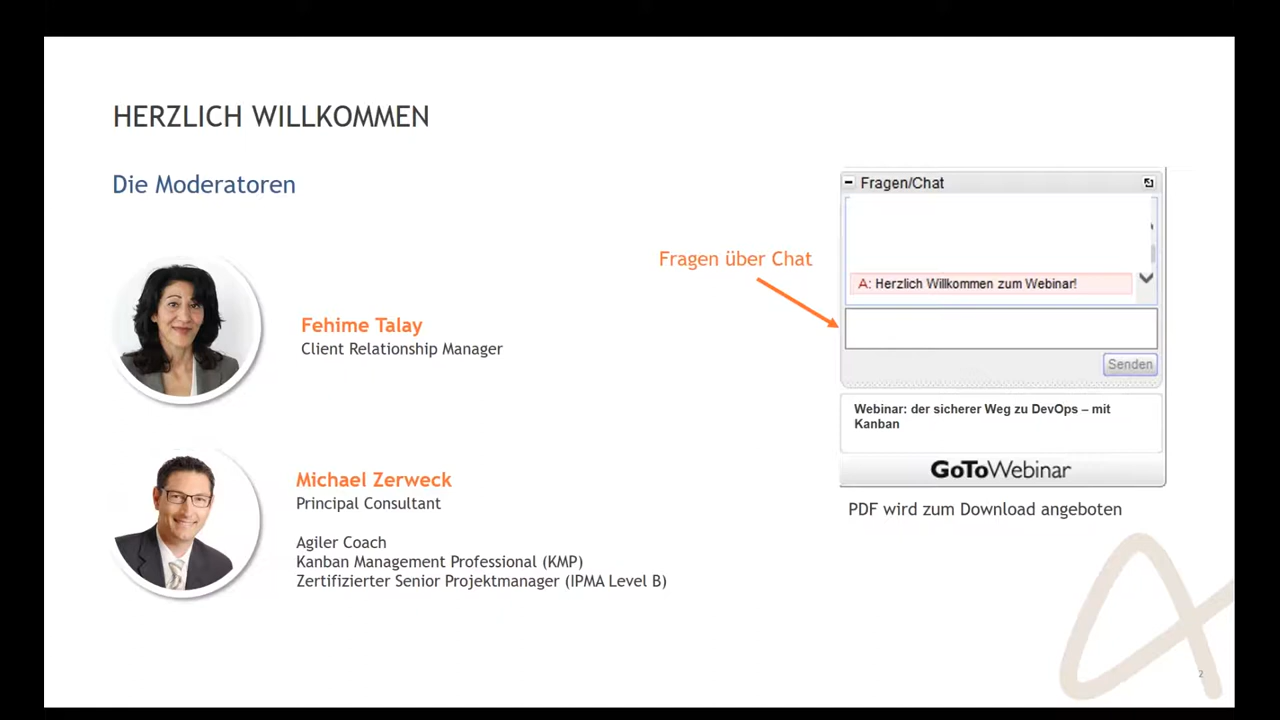 HERZLICH WILLKOMMEN
Die Moderatoren
Fehime Talay
Client Relationship Manager
Michael Zerweck
Principal Consultant
Agiler Coach
Kanban Management Professional (KMP)
Zertifizierter Senior Projektmanager (IPMA Level B)
Fragen über Chat
Fragen/Chat
A: Herzlich Willkommen zum Webinar!
Senden
Webinar: der sicherer Weg zu DevOps – mit
Kanban
GoToWebinar
PDF wird zum Download angeboten
2